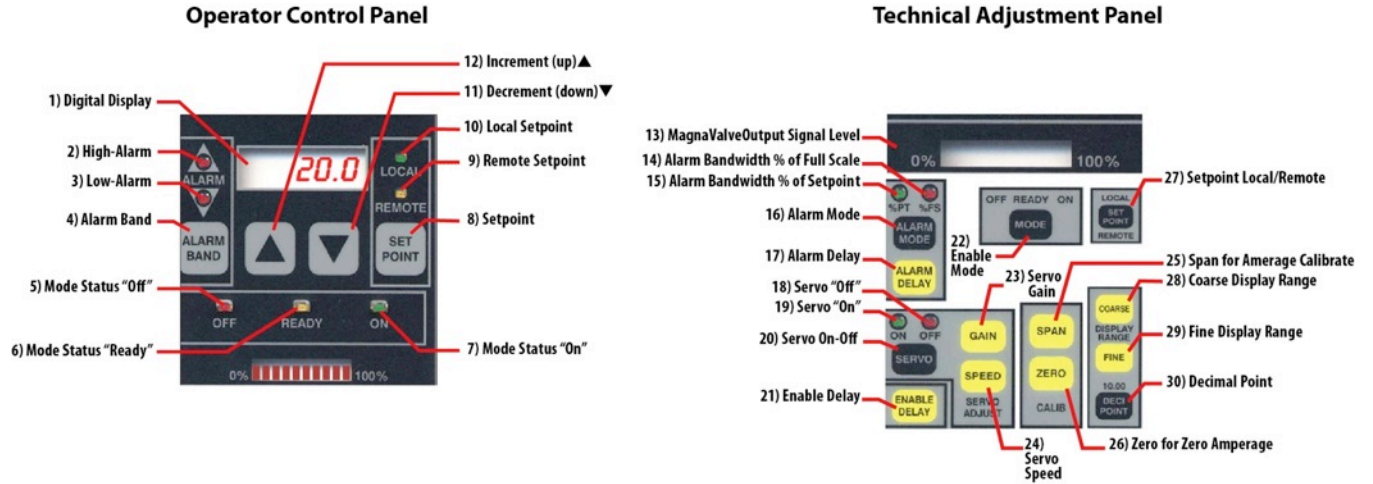 Operator Control Panel
12) Increment (up)▲
11) Decrement (down)▼
1) Digital Display
10) Local Setpoint
2) High-Alarm
9) Remote Setpoint
3) Low-Alarm
4) Alarm Band
8) Setpoint
5) Mode Status "Off"
6) Mode Status "Ready"
7) Mode Status "On"
20.0
ALARM
LOCAL
REMOTE
ALARM
BAND
SET
POINT
OFF READY ON
0% 100%
Technical Adjustment Panel
13) MagnaValveOutput Signal Level
14) Alarm Bandwidth % of Full Scale
15) Alarm Bandwidth % of Setpoint
16) Alarm Mode
17) Alarm Delay
18) Servo "Off"
19) Servo "On"
20) Servo On-Off
21) Enable Delay
22)
Enable
Mode
23) Servo
Gain
24)
Servo
Speed
25) Span for Amerage Calibrate
26) Zero for Zero Amperage
27) Setpoint Local/Remote
28) Coarse Display Range
29) Fine Display Range
30) Decimal Point
0% 100%
%PT %FS
ALARM
MODE
ALARM
DELAY
OFF READY ON
MODE
LOCAL
SET
POINT
REMOTE
ON OFF
SERVO
ENABLE
DELAY
GAIN
SPEED
SERVO
ADJUST
SPAN
ZERO
CALIB
COARSE
DISPLAY
RANGE
FINE
10.00
DECI
POINT